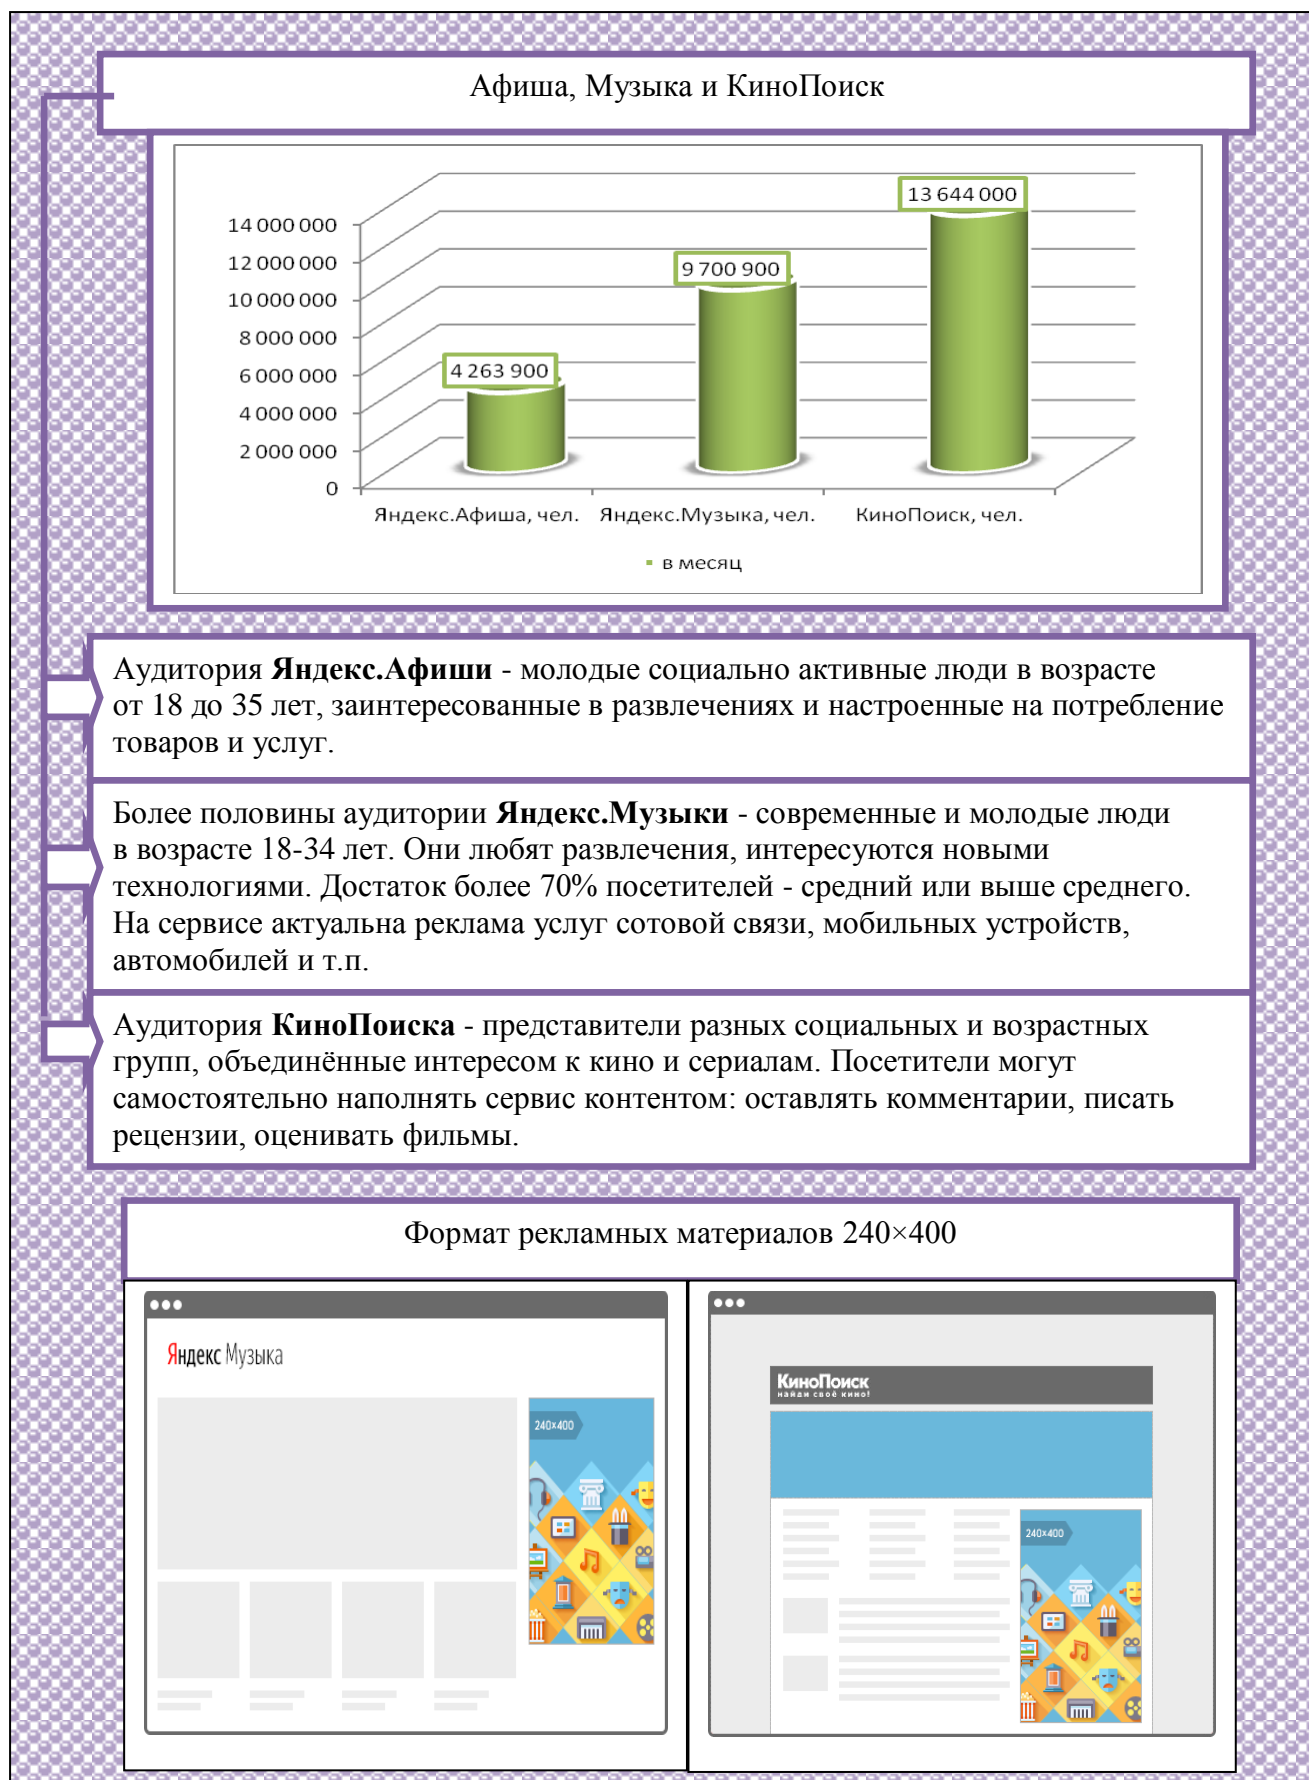 Афиша, Музыка и КиноПоиск
14 000 000
12 000 000
10 000 000
8 000 000
6 000 000
4 000 000
2 000 000
0
4 263 900
9 700 900
13 644 000
Яндекс.Афиша, чел.
Яндекс.Музыка, чел.
КиноПоиск, чел.
в месяц
Аудитория Яндекс.Афиши - молодые социально активные люди в возрасте
от 18 до 35 лет, заинтересованные в развлечениях и настроенные на потребление
товаров и услуг.
Более половины аудитории Яндекс.Музыки - современные и молодые люди
в возрасте 18-34 лет. Они любят развлечения, интересуются новыми
технологиями. Достаток более 70% посетителей - средний или выше среднего.
На сервисе актуальна реклама услуг сотовой связи, мобильных устройств,
автомобилей и т.п.
Аудитория КиноПоиска - представители разных социальных и возрастных
групп, объединённые интересом к кино и сериалам. Посетители могут
самостоятельно наполнять сервис контентом: оставлять комментарии, писать
рецензии, оценивать фильмы.
Формат рекламных материалов 240×400
Яндекс Музыка
240×400
КиноПоиск
найди своё кино!
240×400